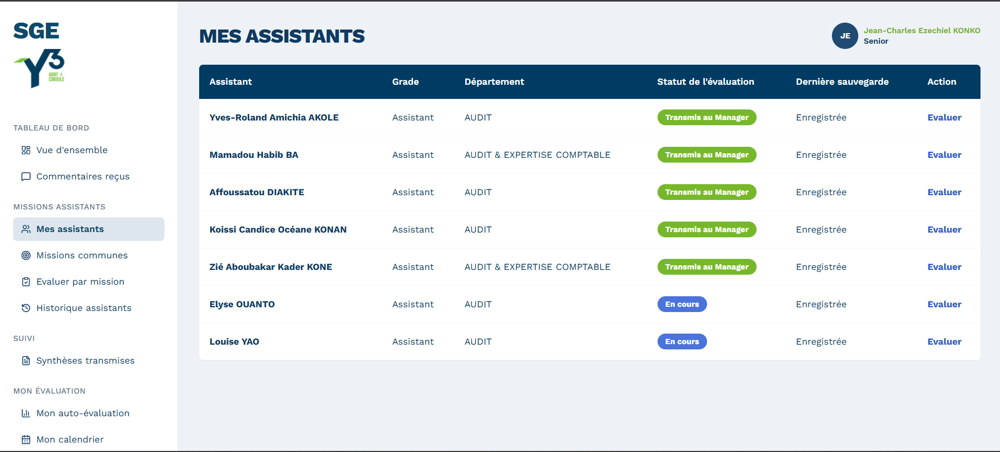 SGE
Y3
AUDIT &
CONSEILS
TABLEAU DE BORD
Vue d'ensemble
Commentaires reçus
MISSIONS ASSISTANTS
Mes assistants
Missions communes
Evaluer par mission
Historique assistants
SUIVI
Synthèses transmises
MON ÉVALUATION
Mon auto-évaluation
Mon calendrier
MES ASSISTANTS
JE
Jean-Charles Ezechiel KONKO
Senior
Assistant Grade Département Statut de l'évaluation Dernière sauvegarde Action
Yves-Roland Amichia AKOLE Assistant AUDIT Transmis au Manager Enregistrée Evaluer
Mamadou Habib BA Assistant AUDIT & EXPERTISE COMPTABLE Transmis au Manager Enregistrée Evaluer
Affoussatou DIAKITE Assistant AUDIT Transmis au Manager Enregistrée Evaluer
Koissi Candice Océane KONAN Assistant AUDIT Transmis au Manager Enregistrée Evaluer
Zié Aboubakar Kader KONE Assistant AUDIT & EXPERTISE COMPTABLE Transmis au Manager Enregistrée Evaluer
Elyse OUANTO Assistant AUDIT En cours Enregistrée Evaluer
Louise YAO Assistant AUDIT En cours Enregistrée Evaluer